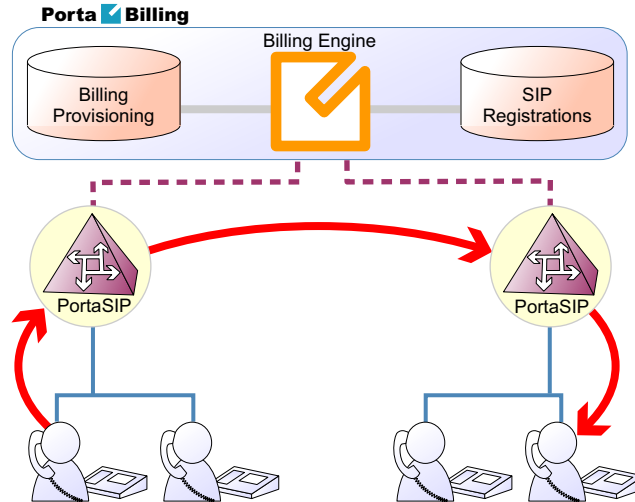 Porta Billing
Billing Engine
Billing
Provisioning
SIP
Registrations
PortaSIP
PortaSIP